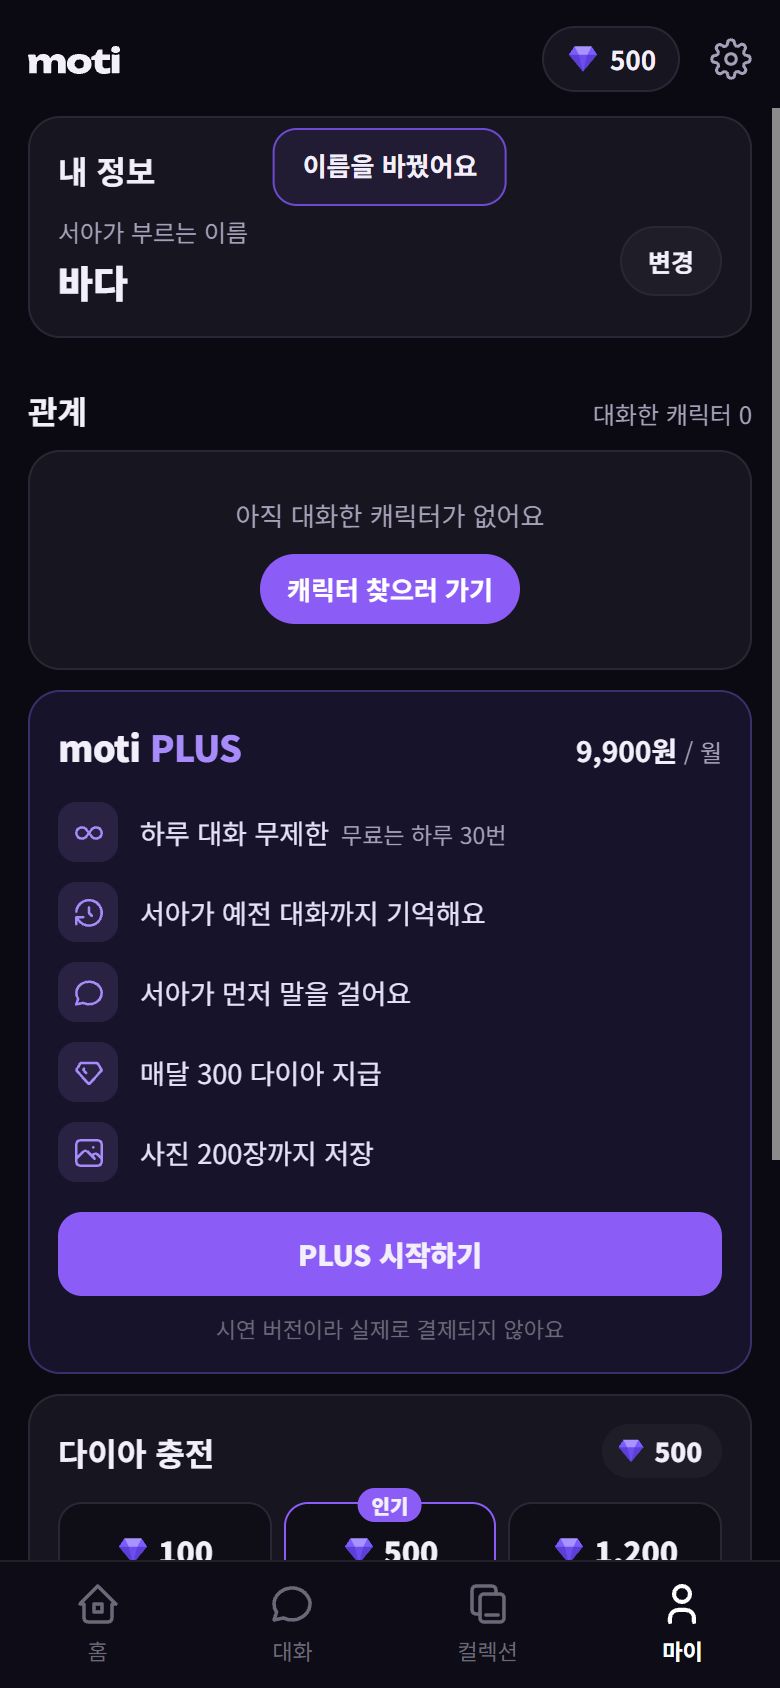 moti
500
내 정보
이름을 바꿨어요
서아가 부르는 이름
바다
변경
관계
대화한 캐릭터 0
아직 대화한 캐릭터가 없어요
캐릭터 찾으러 가기
moti PLUS
9,900원 / 월
하루 대화 무제한 무료는 하루 30번
서아가 예전 대화까지 기억해요
서아가 먼저 말을 걸어요
매달 300 다이아 지급
사진 200장까지 저장
PLUS 시작하기
시연 버전이라 실제로 결제되지 않아요
다이아 충전
500
인기
100
500
1,200
홈
대화
컬렉션
마이